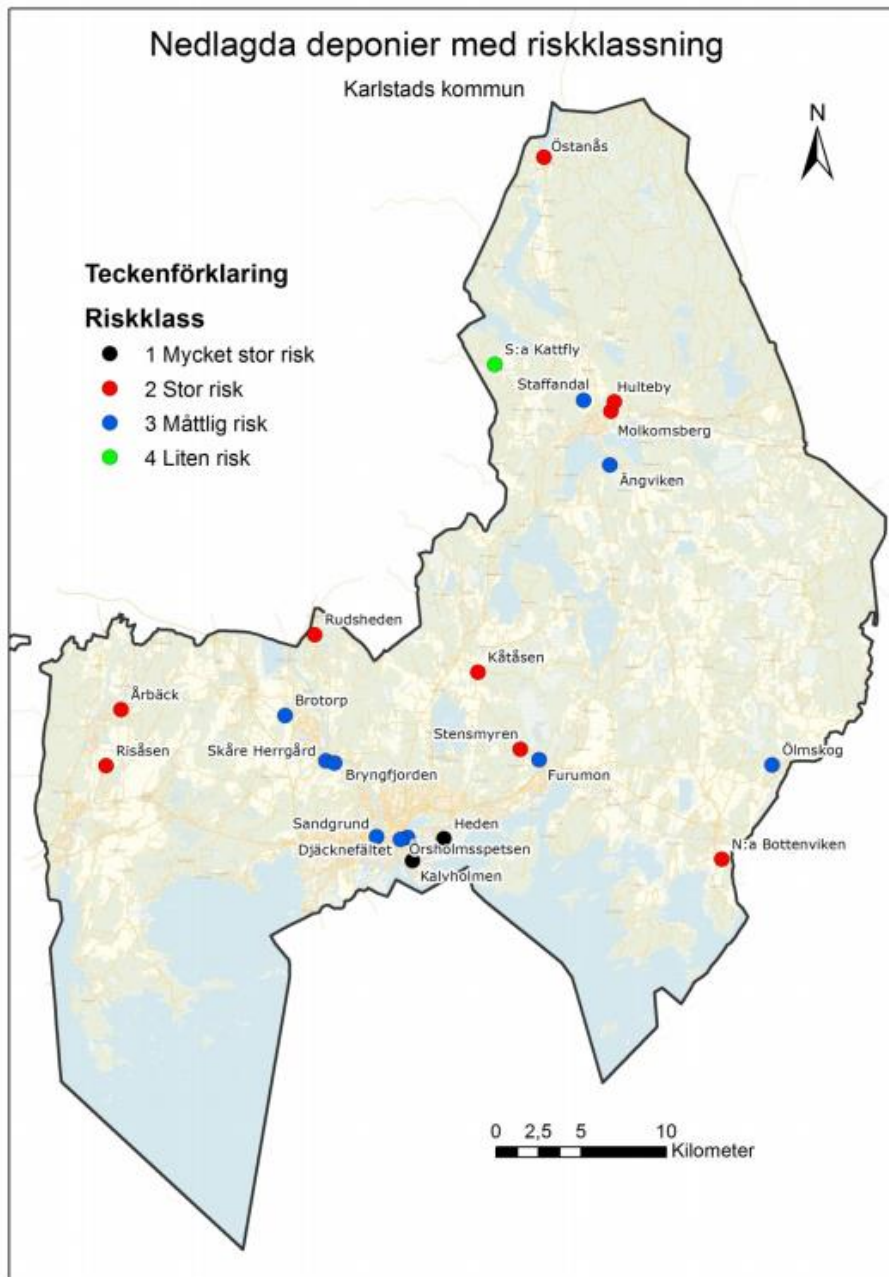 Nedlagda deponier med riskklassning
Karlstads kommun
N
Östanås
Teckenförklaring
Riskklass
1 Mycket stor risk
2 Stor risk
3 Måttlig risk
4 Liten risk
S:a Kattfly
Staffandal
Hulteby
Molkomsberg
Ängviken
Rudsheden
Kåtåsen
Årbäck
Brotorp
Stensmyren
Risåsen
Skåre Herrgård
Bryngfjorden
Furumon
Ölmskog
Sandgrund
Heden
Djäcknefältet
Örsholmsspetsen
Kalvholmen
N:a Bottenviken
0 2,5 5 10
Kilometer